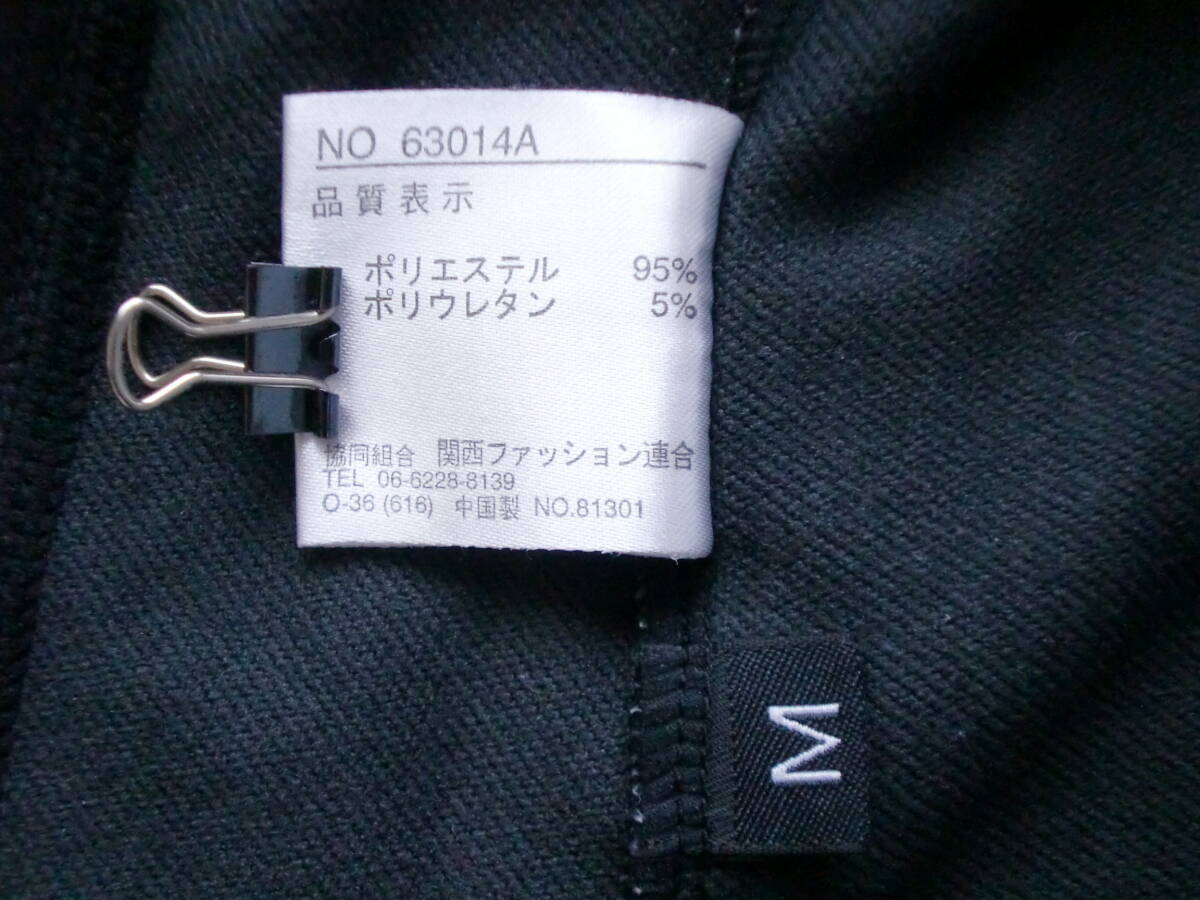 NO 63014A
品質表示
ポリエステル 95%
ポリウレタン 5%
協同組合 関西ファッション連合
TEL 06-6228-8139
O-36 (616) 中国製 NO.81301
M